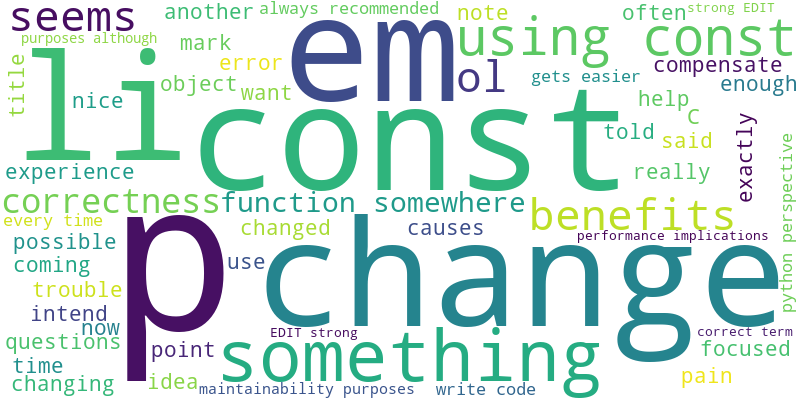 seems
another
always recommended
note
often
strong EDIT
purposes although
mark
em
using
const
title
li
error
ol
gets easier
compensate
nice
object
want
const
help
enough
C
told
said
exactly
experience
really
correctness
function somewhere
benefits
python perspective
every time
p
changed
causes
performance implications
possible
change
coming
use
trouble
intend
now
EDIT strong
correct term
questions
point
something
focused
time
changing
idea
maintainability purposes
write code
pain